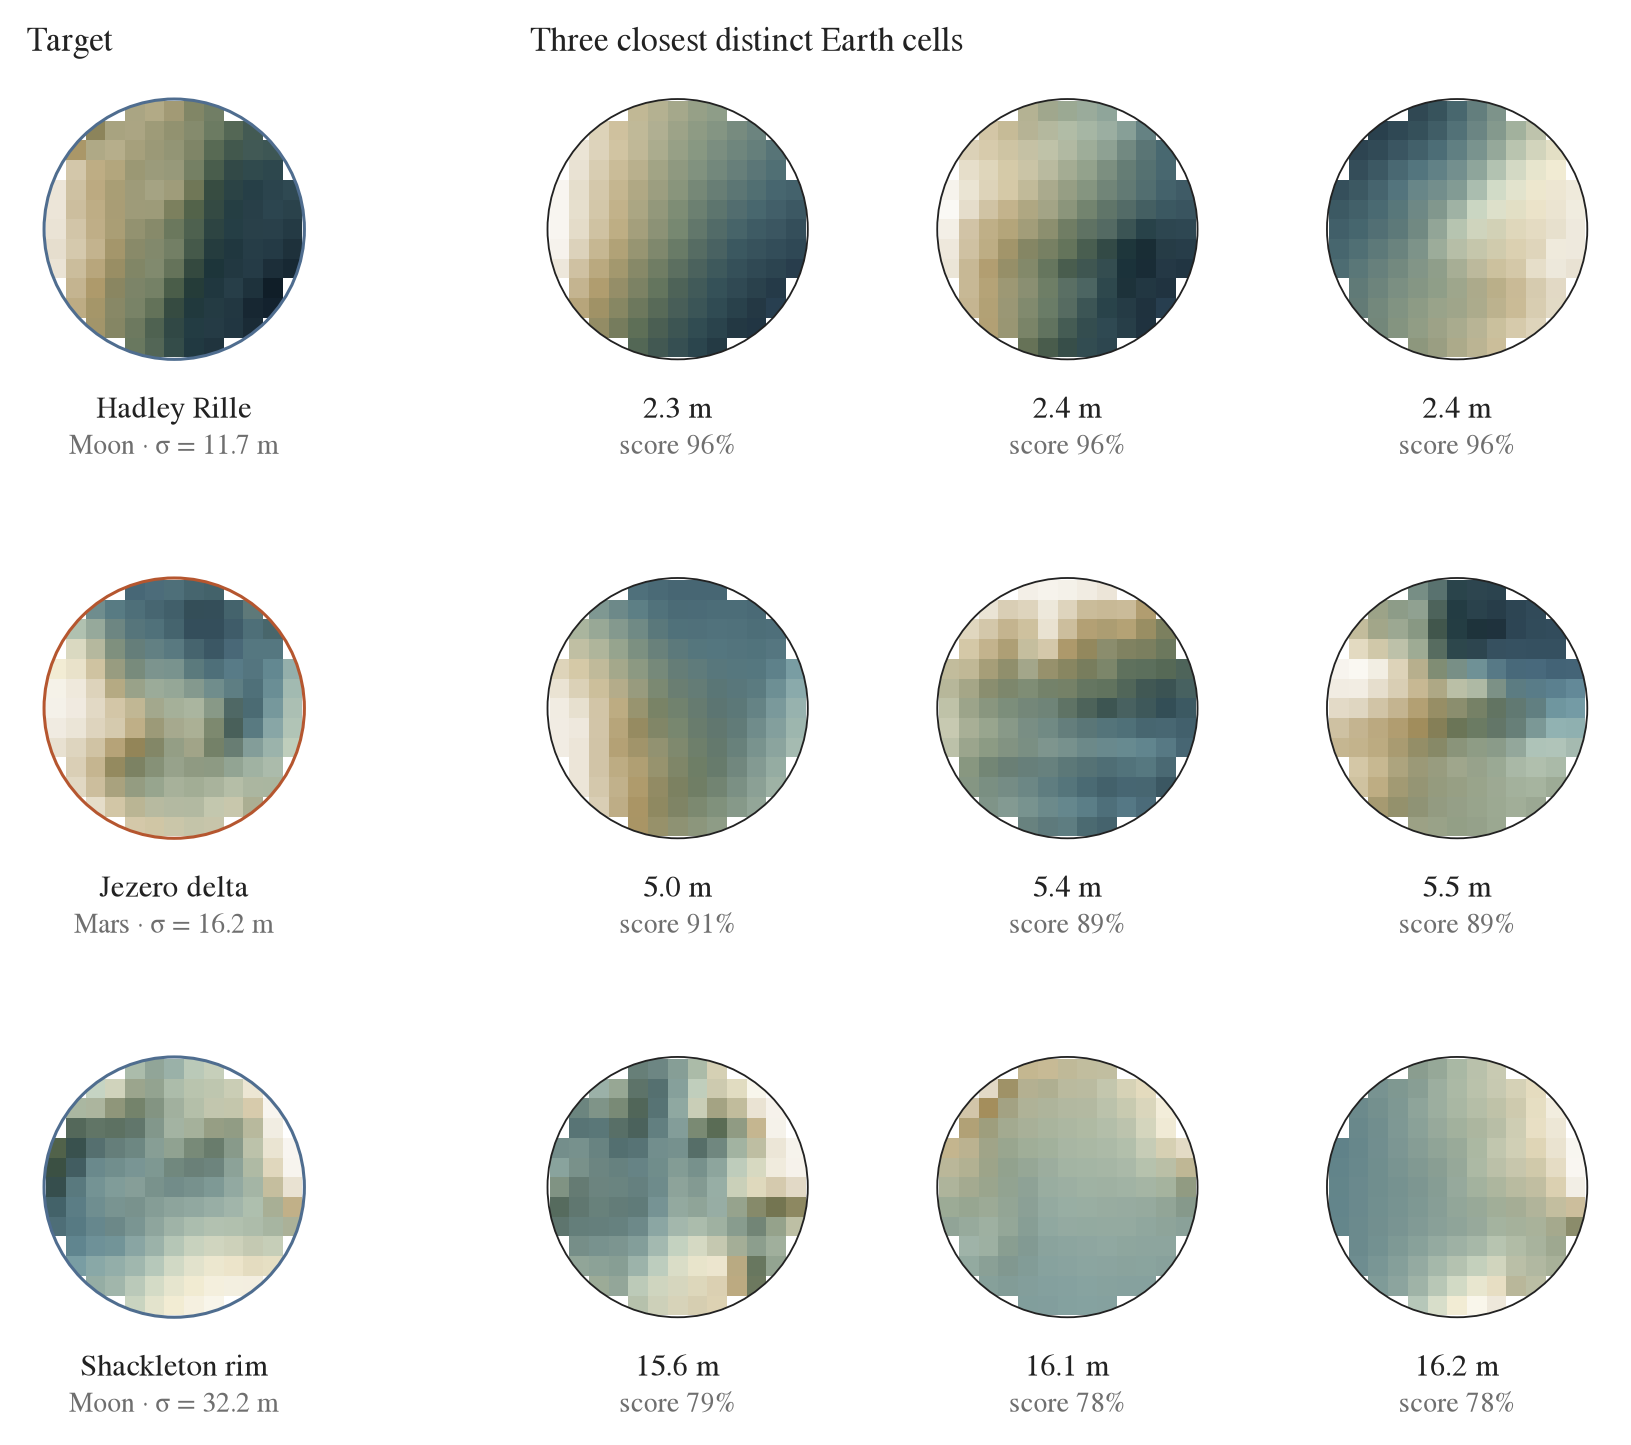 Target
Three closest distinct Earth cells
Hadley Rille
Moon · σ = 11.7 m
2.3 m
score 96%
2.4 m
score 96%
2.4 m
score 96%
Jezero delta
Mars · σ = 16.2 m
5.0 m
score 91%
5.4 m
score 89%
5.5 m
score 89%
Shackleton rim
Moon · σ = 32.2 m
15.6 m
score 79%
16.1 m
score 78%
16.2 m
score 78%